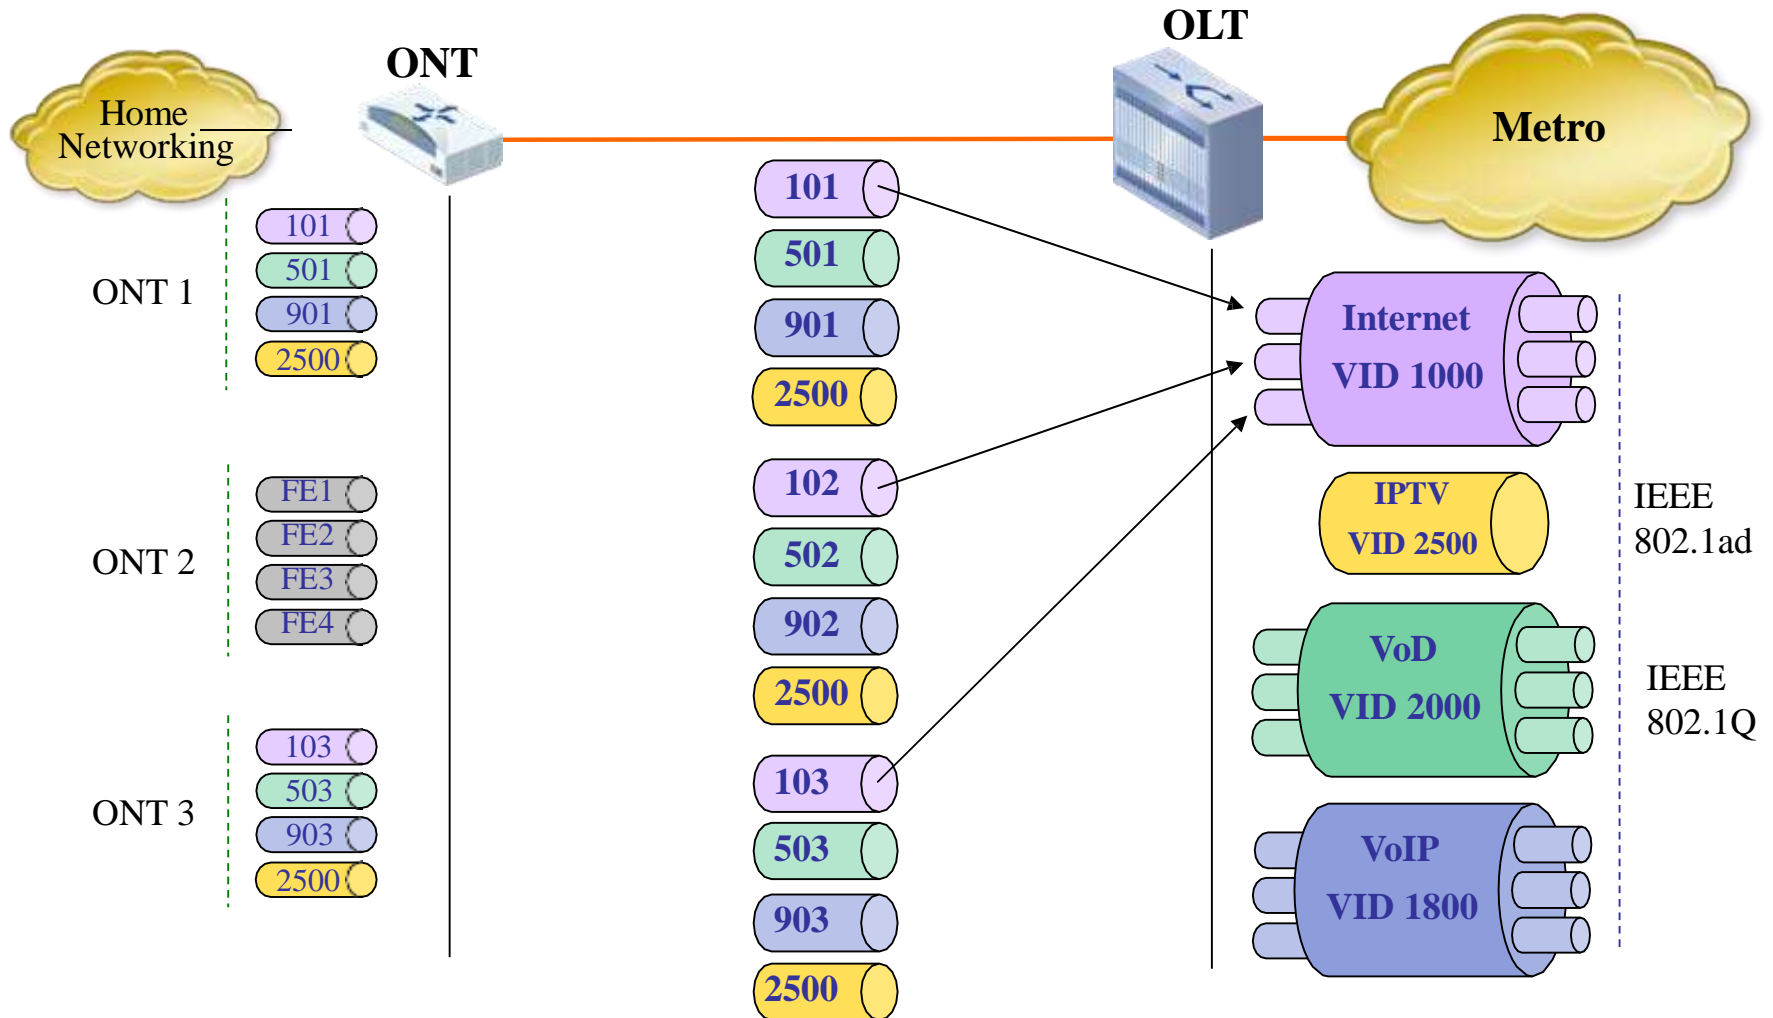 ONT
OLT
Home
Networking
Metro
ONT 1
101
501
901
2500
ONT 2
FE1
FE2
FE3
FE4
ONT 3
103
503
903
2500
101
501
901
2500
102
502
902
2500
103
503
903
2500
Internet
VID 1000
IPTV
VID 2500
VoD
VID 2000
VoIP
VID 1800
IEEE
802.1ad
IEEE
802.1Q